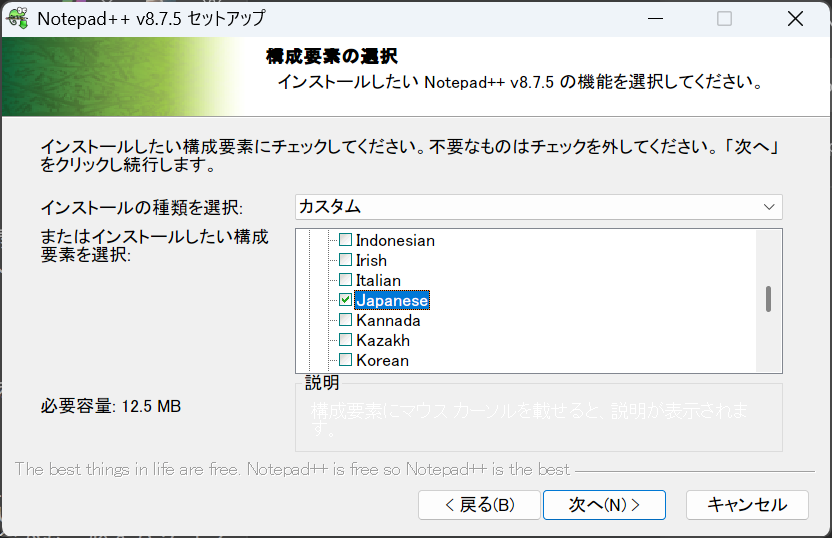 Notepad++ v8.7.5 セットアップ
構成要素の選択
インストールしたい Notepad++ v8.7.5 の機能を選択してください。
インストールしたい構成要素にチェックしてください。不要なものはチェックを外してください。「次へ」
をクリックし続行します。
インストールの種類を選択:
カスタム
またはインストールしたい構成
要素を選択:
Indonesian
Irish
Italian
Japanese
Kannada
Kazakh
Korean
必要容量: 12.5 MB
説明
構成要素にマウス カーソルを載せると、説明が表示されま
す。
The best things in life are free. Notepad++ is free so Notepad++ is the best
< 戻る(B)
次へ(N) >
キャンセル